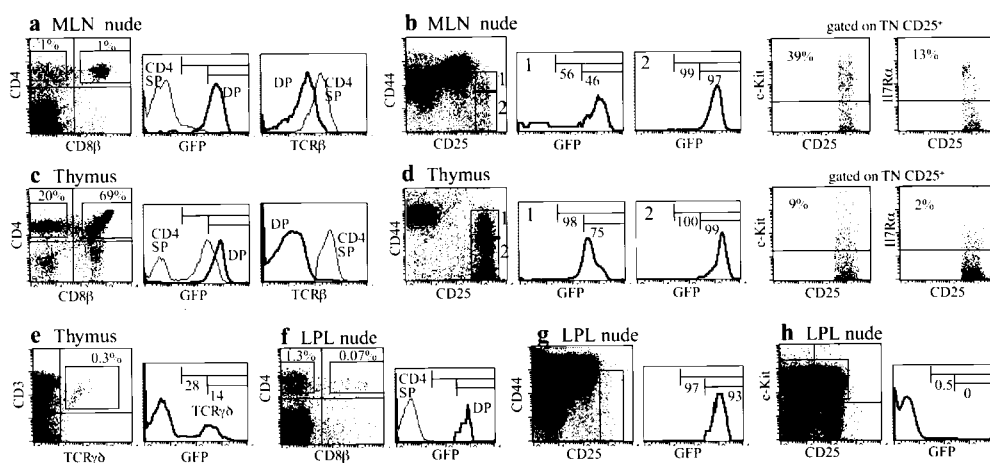 a MLN nude
1% 1%
CD4
CD8β
CD4 SP DP
GFP
DP CD4 SP
TCRβ
b MLN nude
CD44
CD25
1 2
1 56 46
GFP
2 99 97
GFP
gated on TN CD25⁺
39%
c-Kit
CD25
13%
Il7Rα
CD25
c Thymus
20% 69%
CD4
CD8β
CD4 SP DP
GFP
DP CD4 SP
TCRβ
d Thymus
CD44
CD25
1 2
1 98 75
GFP
2 100 99
GFP
gated on TN CD25⁺
9%
c-Kit
CD25
2%
Il7Rα
CD25
e Thymus
0.3%
CD3
TCRγδ
28 14
TCRγδ
GFP
f LPL nude
1.3% 0.07%
CD4
CD8β
CD4 SP DP
GFP
g LPL nude
CD44
CD25
97 93
GFP
h LPL nude
c-Kit
CD25
0.5 0
GFP